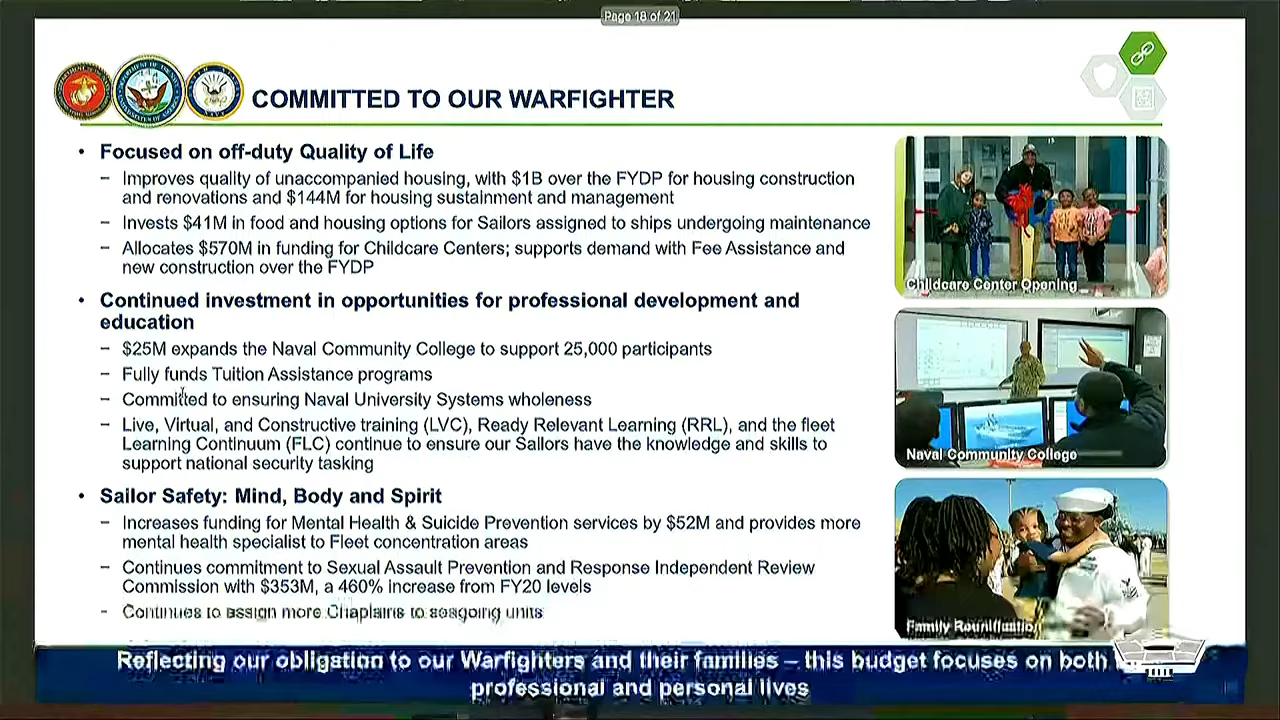 Page 18 of 21
COMMITTED TO OUR WARFIGHTER
• Focused on off-duty Quality of Life
– Improves quality of unaccompanied housing, with $1B over the FYDP for housing construction
and renovations and $144M for housing sustainment and management
– Invests $41M in food and housing options for Sailors assigned to ships undergoing maintenance
– Allocates $570M in funding for Childcare Centers; supports demand with Fee Assistance and
new construction over the FYDP
• Continued investment in opportunities for professional development and
education
– $25M expands the Naval Community College to support 25,000 participants
– Fully funds Tuition Assistance programs
– Committed to ensuring Naval University Systems wholeness
– Live, Virtual, and Constructive training (LVC), Ready Relevant Learning (RRL), and the fleet
Learning Continuum (FLC) continue to ensure our Sailors have the knowledge and skills to
support national security tasking
• Sailor Safety: Mind, Body and Spirit
– Increases funding for Mental Health & Suicide Prevention services by $52M and provides more
mental health specialist to Fleet concentration areas
– Continues commitment to Sexual Assault Prevention and Response Independent Review
Commission with $353M, a 460% increase from FY20 levels
– Continues to assign more Chaplains to seagoing units
Childcare Center Opening
Naval Community College
Family Reunification
Reflecting our obligation to our Warfighters and their families – this budget focuses on both
professional and personal lives